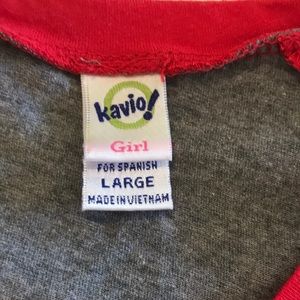 kavio!
Girl
FOR SPANISH
LARGE
MADE IN VIETNAM